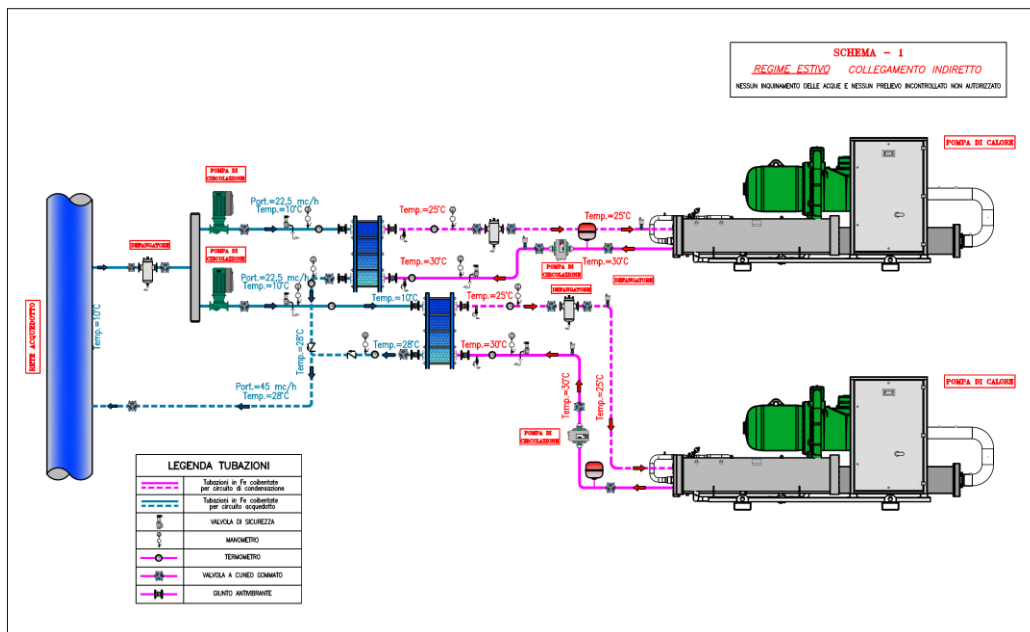 SCHEMA - 1
REGIME ESTIVO COLLEGAMENTO INDIRETTO
NESSUN INQUINAMENTO DELLE ACQUE E NESSUN PRELIEVO INCONTROLLATO NON AUTORIZZATO
POMPA DI CALORE
POMPA DI
CIRCOLAZIONE
Port.=22,5 mc/h
Temp.=10°C
Temp.=25°C
Temp.=25°C
DEFANGATORE
POMPA DI
CIRCOLAZIONE
Temp.=30°C
Temp.=30°C
POMPA DI
CIRCOLAZIONE
DEFANGATORE
DEFANGATORE
Port.=22,5 mc/h
Temp.=10°C
Temp.=10°C
Temp.=25°C
RETE ACQUEDOTTO
Temp.=10°C
Temp.=28°C
Temp.=28°C
Temp.=30°C
Temp.=30°C
Temp.=25°C
Port.=45 mc/h
Temp.=28°C
POMPA DI CALORE
POMPA DI
CIRCOLAZIONE
LEGENDA TUBAZIONI
Tubazioni in Fe coibentate
per circuito di condensazione
Tubazioni in Fe coibentate
per circuito acquedotto
VALVOLA DI SICUREZZA
MANOMETRO
TERMOMETRO
VALVOLA A CUNEO GOMMATO
GIUNTO ANTIVIBRANTE